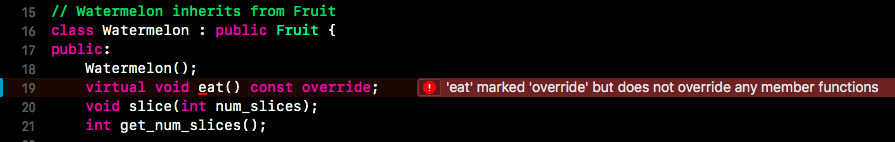 15 // Watermelon inherits from Fruit
16 class Watermelon : public Fruit {
17 public:
18     Watermelon();
19     virtual void eat() const override; 'eat' marked 'override' but does not override any member functions
20     void slice(int num_slices);
21     int get_num_slices();